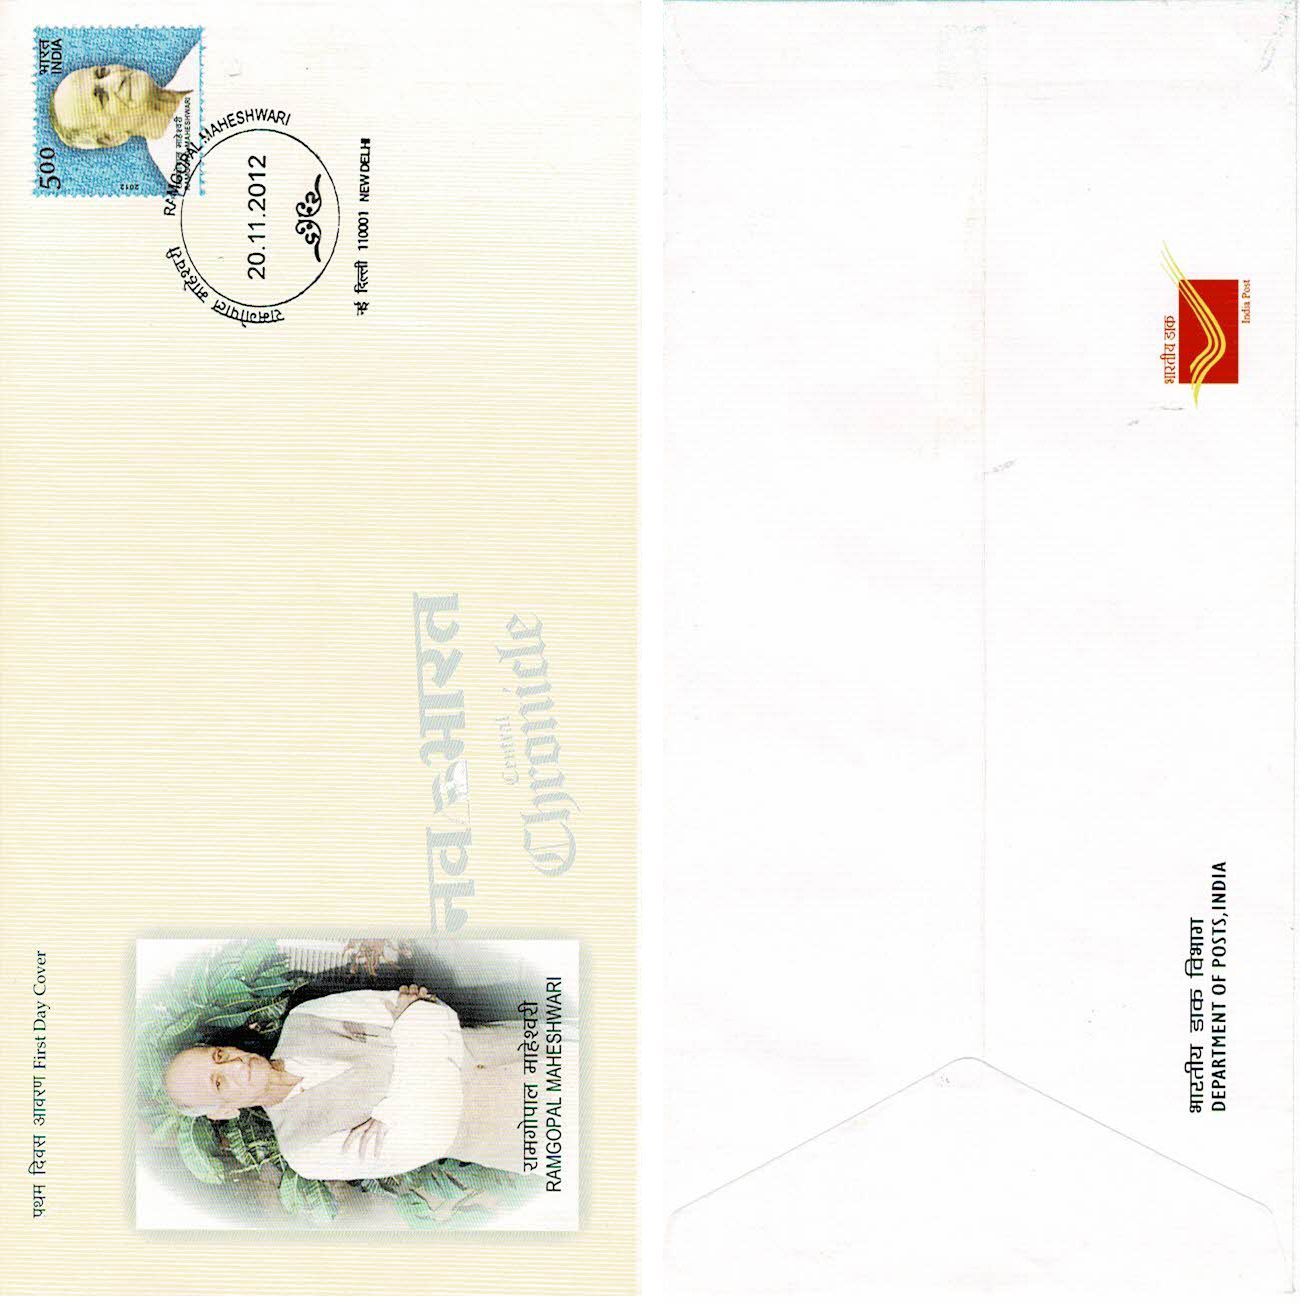 प्रथम दिवस आवरण First Day Cover
500
भारत
INDIA
2012
रामगोपाल माहेश्वरी
RAMGOPAL MAHESHWARI
रामगोपाल माहेश्वरी RAMGOPAL MAHESHWARI
20.11.2012
नई दिल्ली 110001 NEW DELHI
नव भारत
Central
Chronicle
रामगोपाल माहेश्वरी
RAMGOPAL MAHESHWARI
भारतीय डाक
भारतीय डाक विभाग
DEPARTMENT OF POSTS, INDIA
India Post